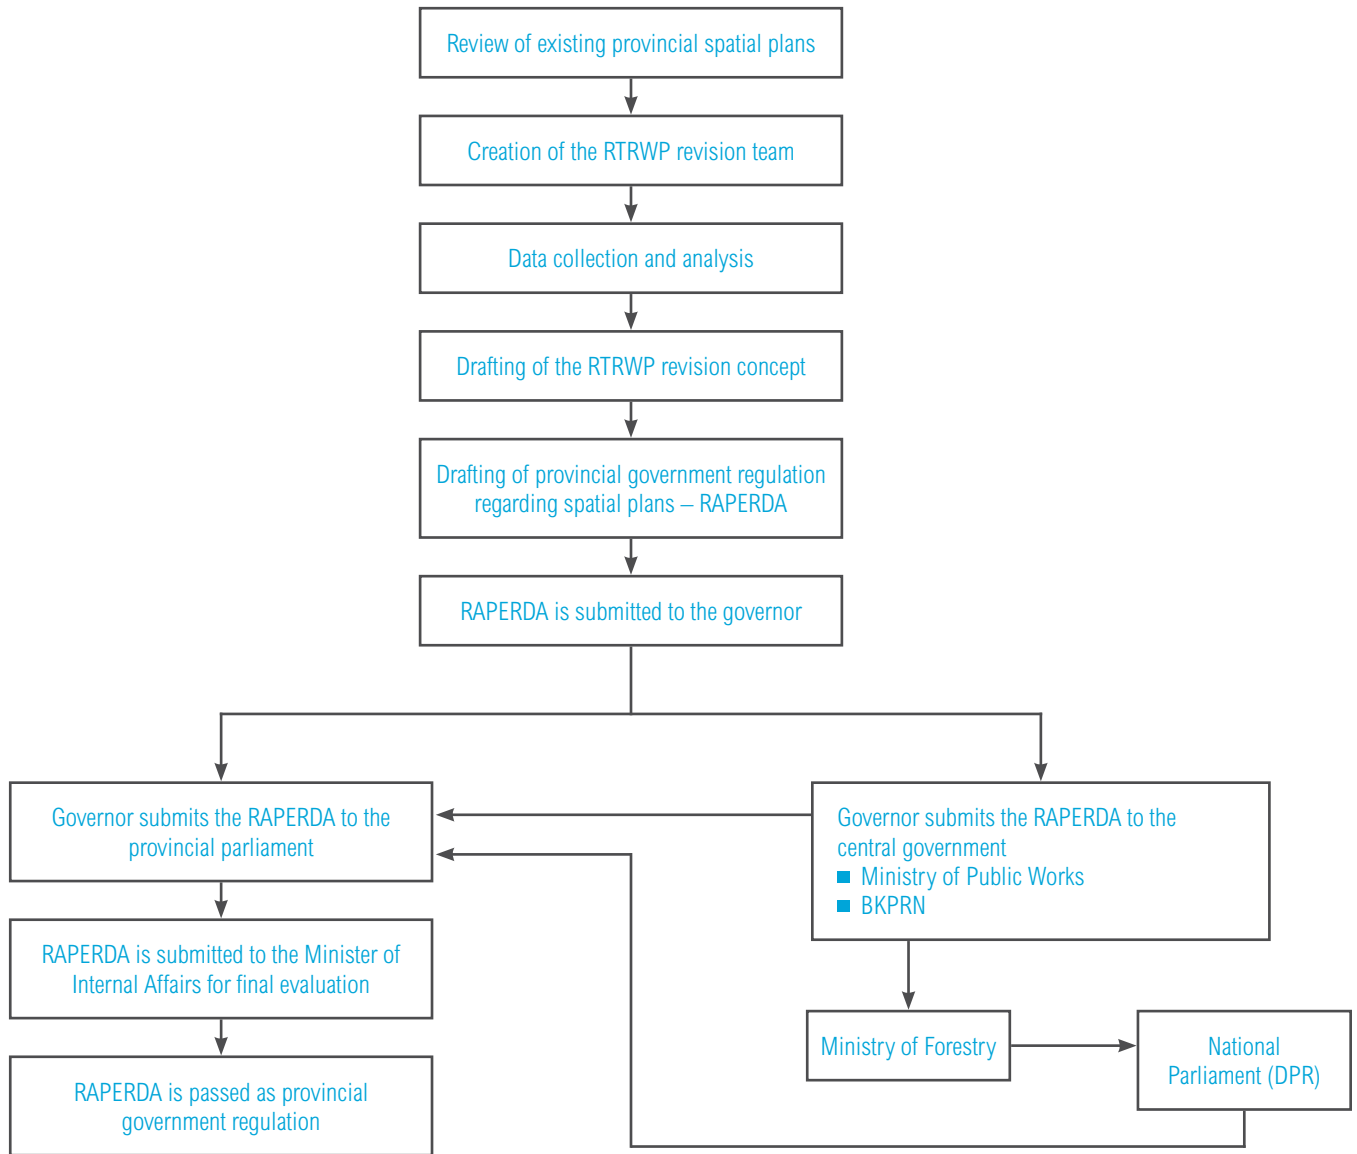 Review of existing provincial spatial plans
Creation of the RTRWP revision team
Data collection and analysis
Drafting of the RTRWP revision concept
Drafting of provincial government regulation
regarding spatial plans – RAPERDA
RAPERDA is submitted to the governor
Governor submits the RAPERDA to the
provincial parliament
Governor submits the RAPERDA to the
central government
Ministry of Public Works
BKPRN
RAPERDA is submitted to the Minister of
Internal Affairs for final evaluation
Ministry of Forestry
National
Parliament (DPR)
RAPERDA is passed as provincial
government regulation